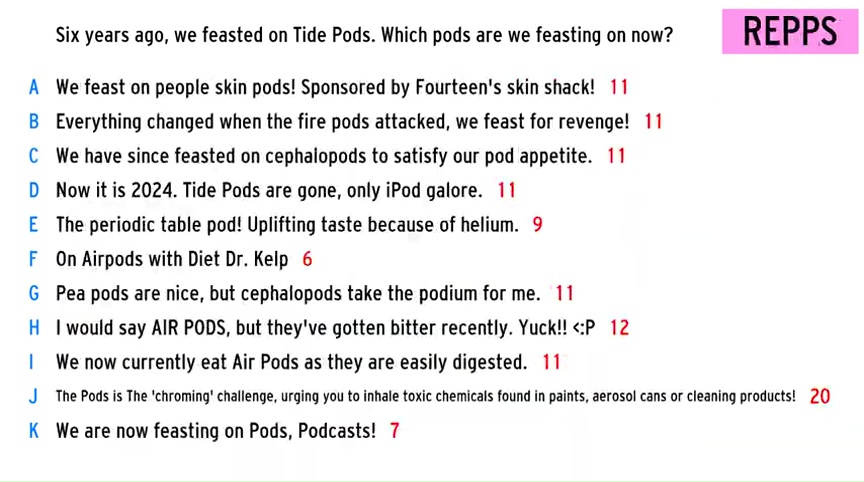 Six years ago, we feasted on Tide Pods. Which pods are we feasting on now?
REPPS
A We feast on people skin pods! Sponsored by Fourteen's skin shack! 11
B Everything changed when the fire pods attacked, we feast for revenge! 11
C We have since feasted on cephalopods to satisfy our pod appetite. 11
D Now it is 2024. Tide Pods are gone, only iPod galore. 11
E The periodic table pod! Uplifting taste because of helium. 9
F On Airpods with Diet Dr. Kelp 6
G Pea pods are nice, but cephalopods take the podium for me. 11
H I would say AIR PODS, but they've gotten bitter recently. Yuck!! <:P 12
I We now currently eat Air Pods as they are easily digested. 11
J The Pods is The 'chroming' challenge, urging you to inhale toxic chemicals found in paints, aerosol cans or cleaning products! 20
K We are now feasting on Pods, Podcasts! 7